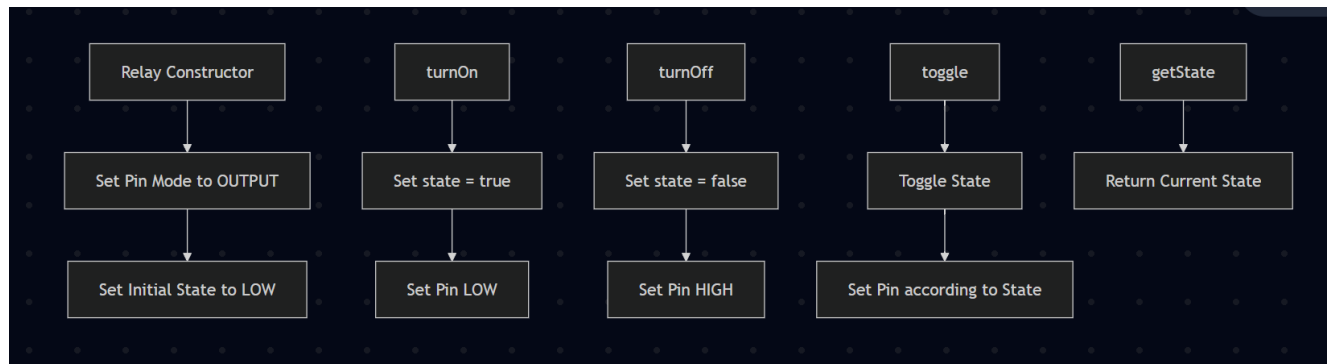 Relay Constructor
turnOn
turnOff
toggle
getState
Set Pin Mode to OUTPUT
Set state = true
Set state = false
Toggle State
Return Current State
Set Initial State to LOW
Set Pin LOW
Set Pin HIGH
Set Pin according to State